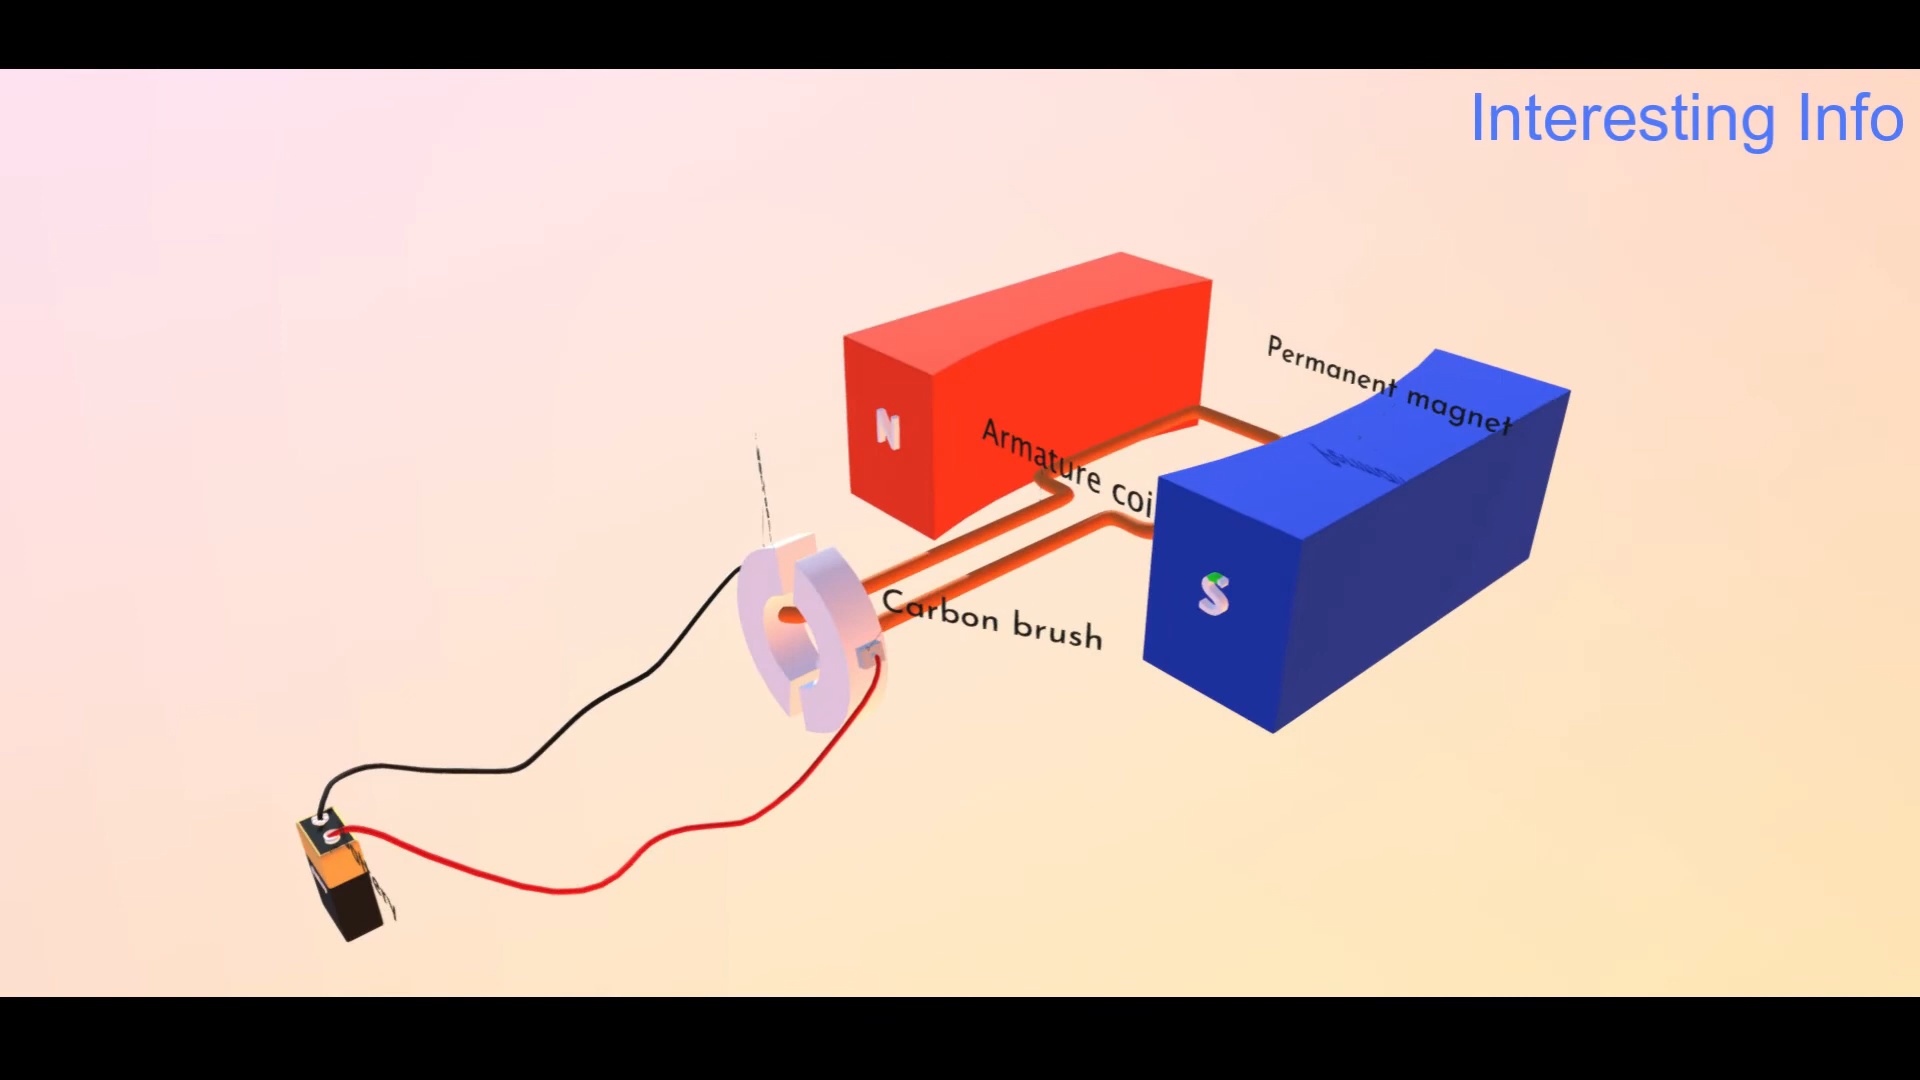 Interesting Info
Permanent magnet
Armature coi
N
S
Carbon brush